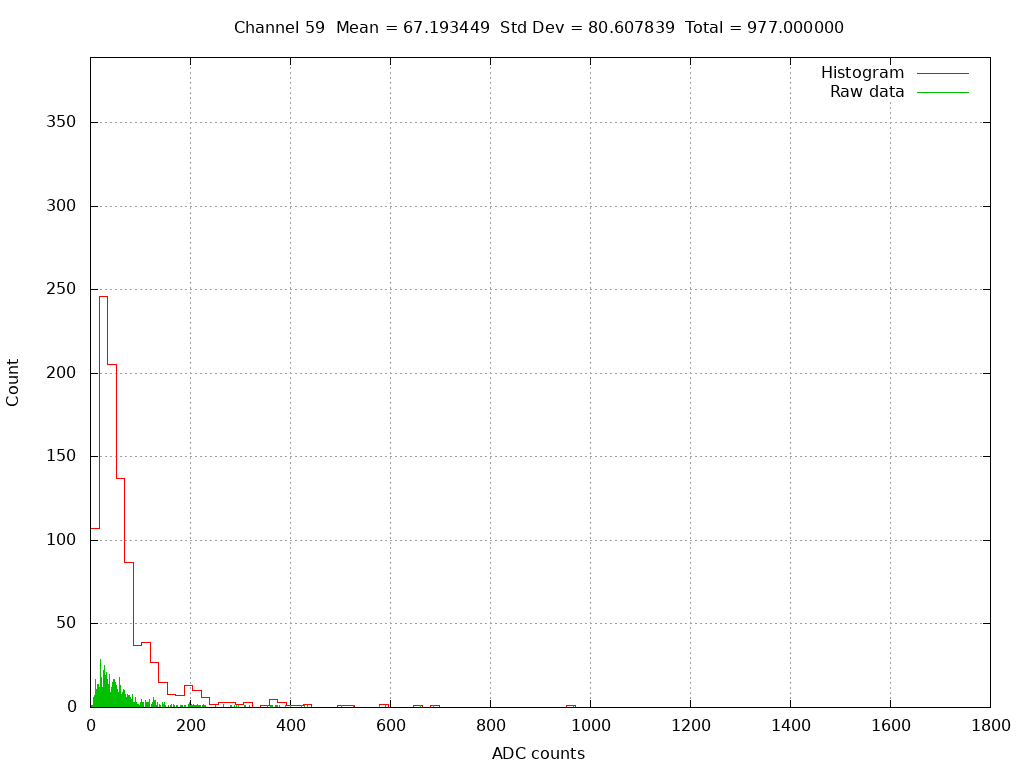 Channel 59  Mean = 67.193449  Std Dev = 80.607839  Total = 977.000000
Histogram
Raw data
350
300
250
200
150
100
50
0
Count
0 200 400 600 800 1000 1200 1400 1600 1800
ADC counts